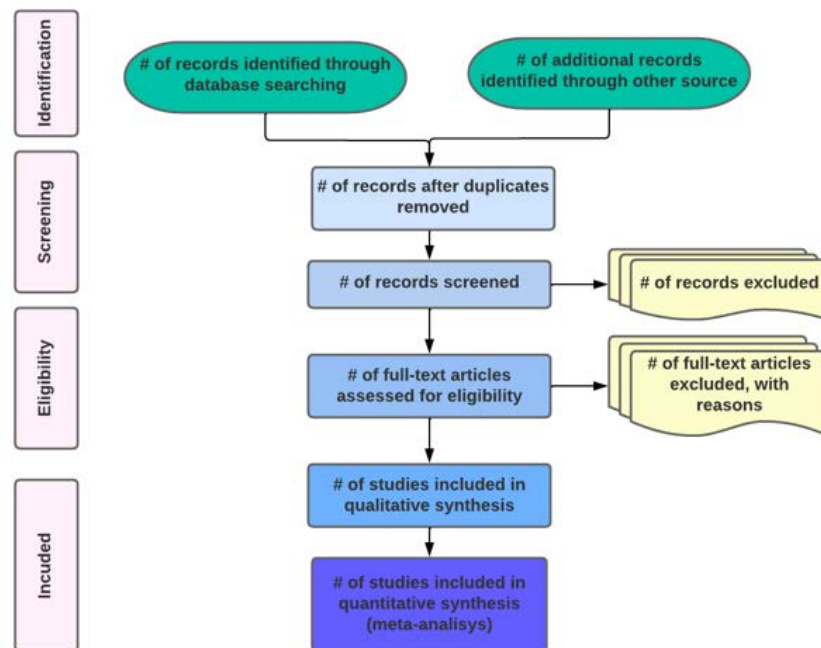 Identification
# of records identified through
database searching
# of additional records
identified through other source
Screening
# of records after duplicates
removed
# of records screened
# of records excluded
Eligibility
# of full-text articles
assessed for eligibility
# of full-text articles
excluded, with
reasons
Incuded
# of studies included in
qualitative synthesis
# of studies included in
quantitative synthesis
(meta-analisys)